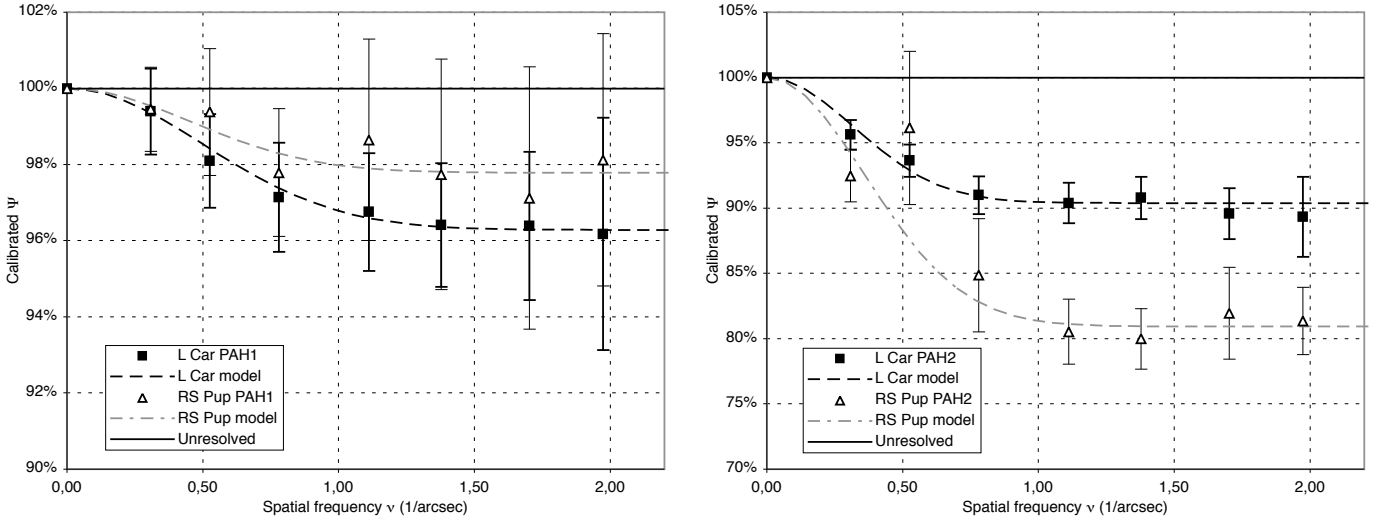 102%
100%
98%
96%
94%
92%
90%
Calibrated Ψ
L Car PAH1
L Car model
RS Pup PAH1
RS Pup model
Unresolved
0,00 0,50 1,00 1,50 2,00
Spatial frequency ν (1/arcsec)
105%
100%
95%
90%
85%
80%
75%
70%
Calibrated Ψ
L Car PAH2
L Car model
RS Pup PAH2
RS Pup model
Unresolved
0,00 0,50 1,00 1,50 2,00
Spatial frequency ν (1/arcsec)